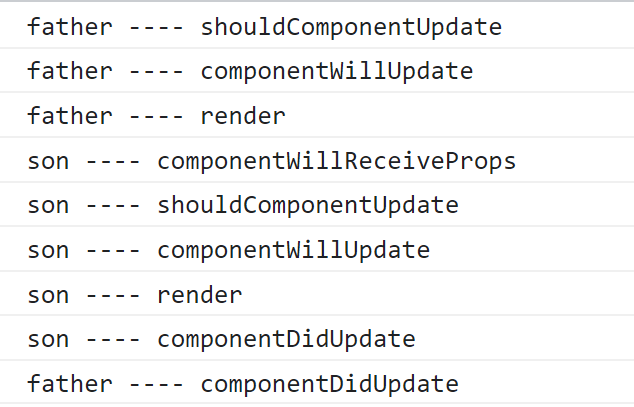 father ---- shouldComponentUpdate
father ---- componentWillUpdate
father ---- render
son ---- componentWillReceiveProps
son ---- shouldComponentUpdate
son ---- componentWillUpdate
son ---- render
son ---- componentDidUpdate
father ---- componentDidUpdate